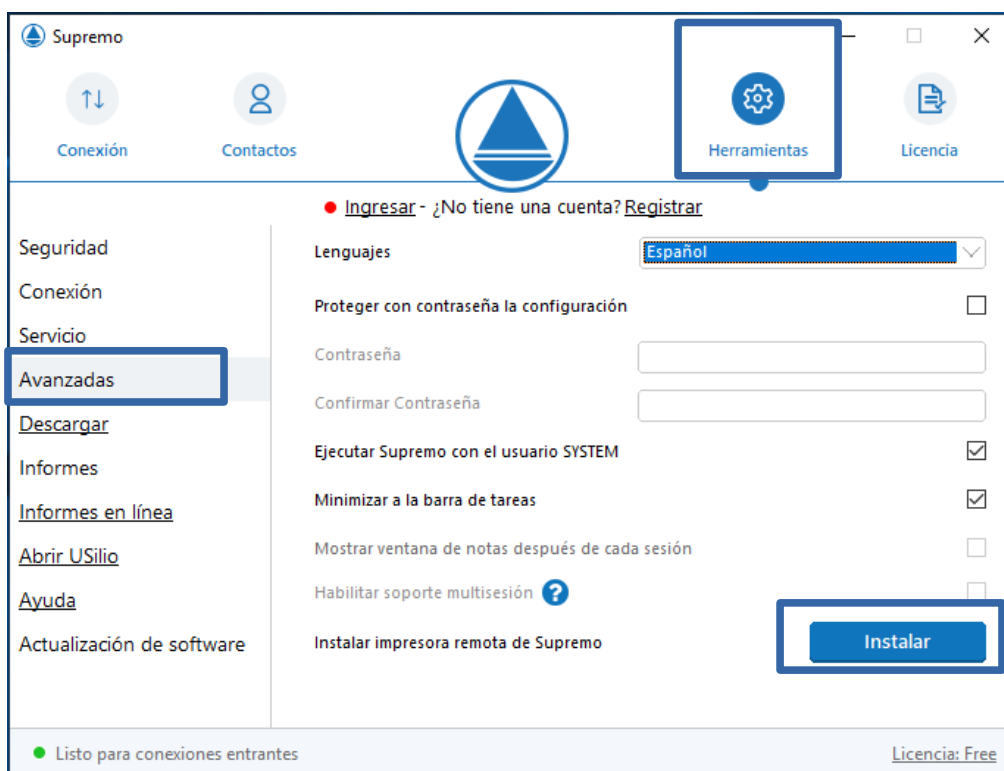 Supremo
Conexión
Contactos
Herramientas
Licencia
Ingresar - ¿No tiene una cuenta? Registrar
Seguridad
Conexión
Servicio
Avanzadas
Descargar
Informes
Informes en línea
Abrir USilio
Ayuda
Actualización de software
Lenguajes Español
Proteger con contraseña la configuración
Contraseña
Confirmar Contraseña
Ejecutar Supremo con el usuario SYSTEM
Minimizar a la barra de tareas
Mostrar ventana de notas después de cada sesión
Habilitar soporte multisesión ?
Instalar impresora remota de Supremo Instalar
Listo para conexiones entrantes
Licencia: Free